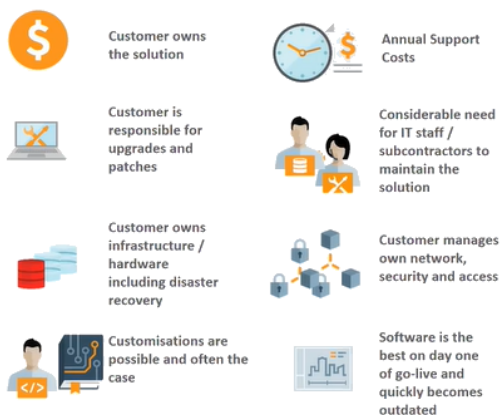 Customer owns
the solution
Annual Support
Costs
Customer is
responsible for
upgrades and
patches
Considerable need
for IT staff /
subcontractors to
maintain the
solution
Customer owns
infrastructure /
hardware
including disaster
recovery
Customer manages
own network,
security and access
Customisations are
possible and often the
case
Software is the
best on day one
of go-live and
quickly becomes
outdated